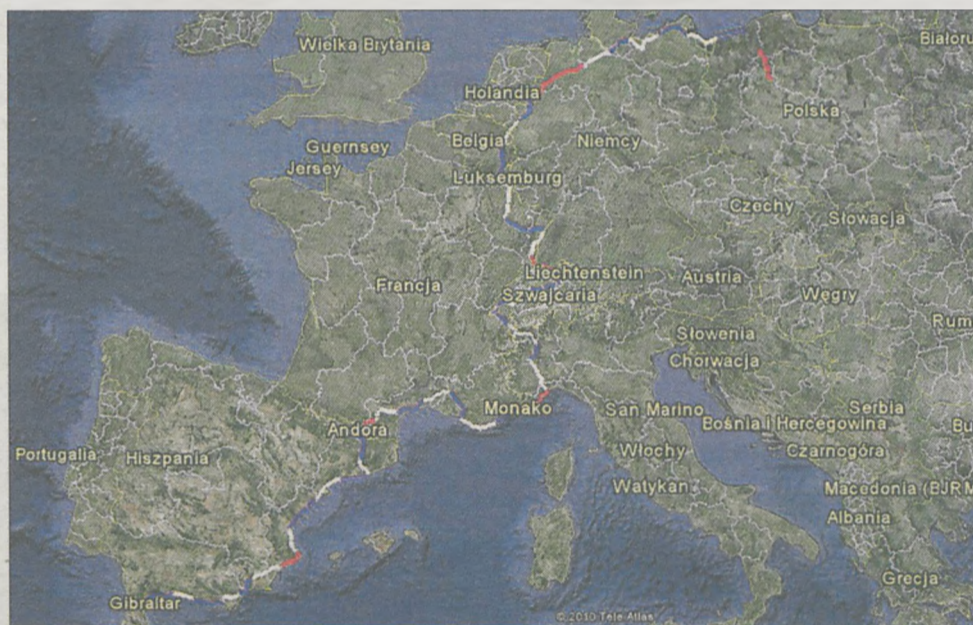 Wielka Brytania
Białoru
Holandia
Polska
Belgia
Niemcy
Guernsey
Jersey
Luksemburg
Czechy
Słowacja
Liechtenstein
Austria
Francja
Szwajcaria
Węgry
Rum
Słowenia
Chorwacja
Monako
San Marino
Serbia
Andora
Bośnia i Hercegowina
Bu
Portugalia
Hiszpania
Włochy
Czarnogóra
Watykan
Macedonia (BJRM
Albania
Grecja
Gibraltar
© 2010 Tele Atlas